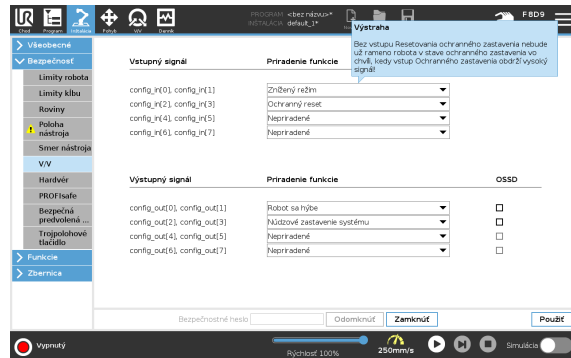 PROGRAM <bez názvu>*
INŠTALÁCIA default_1*
F8D9
Chod
Program
Inštalácia
Pohyb
V/V
Denník
Výstraha
Bez vstupu Resetovania ochranného zastavenia nebude
už rameno robota v stave ochranného zastavenia vo
chvíli, kedy vstup Ochranného zastavenia obdrží vysoký
signál!
Všeobecné
Bezpečnosť
Limity robota
Limity kĺbu
Roviny
Poloha
nástroja
Smer nástroja
V/V
Hardvér
PROFIsafe
Bezpečná
predvolená ...
Trojpolohové
tlačidlo
Funkcie
Zbernica
Vstupný signál
Priradenie funkcie
config_in[0], config_in[1]
Znížený režim
config_in[2], config_in[3]
Ochranný reset
config_in[4], config_in[5]
Nepriradené
config_in[6], config_in[7]
Nepriradené
Výstupný signál
Priradenie funkcie
OSSD
config_out[0], config_out[1]
Robot sa hýbe
config_out[2], config_out[3]
Núdzové zastavenie systému
config_out[4], config_out[5]
Nepriradené
config_out[6], config_out[7]
Nepriradené
Bezpečnostné heslo
Odomknúť
Zamknúť
Použiť
Vypnutý
Rýchlosť 100%
250mm/s
Simulácia